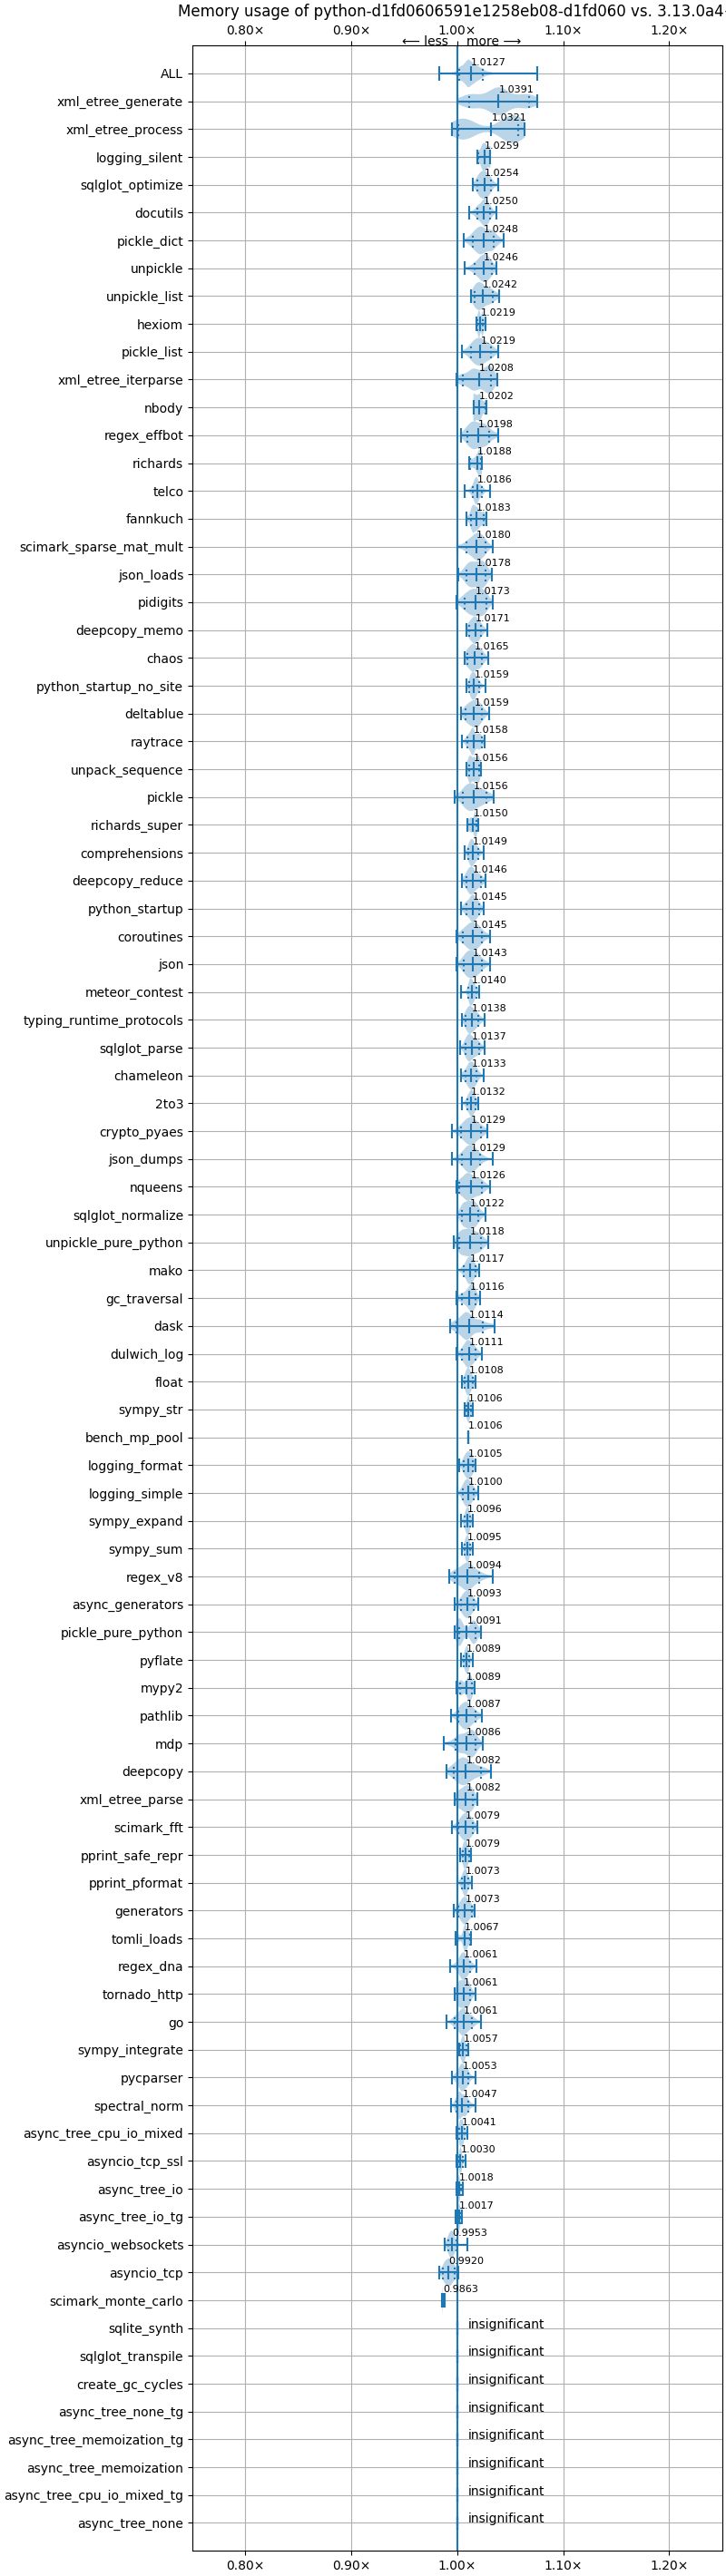 Memory usage of python-d1fd0606591e1258eb08-d1fd060 vs. 3.13.0a4-
0.80× 0.90× 1.00× 1.10× 1.20×
⟵ less more ⟶
ALL 1.0127
xml_etree_generate 1.0391
xml_etree_process 1.0321
logging_silent 1.0259
sqlglot_optimize 1.0254
docutils 1.0250
pickle_dict 1.0248
unpickle 1.0246
unpickle_list 1.0242
hexiom 1.0219
pickle_list 1.0219
xml_etree_iterparse 1.0208
nbody 1.0202
regex_effbot 1.0198
richards 1.0188
telco 1.0186
fannkuch 1.0183
scimark_sparse_mat_mult 1.0180
json_loads 1.0178
pidigits 1.0173
deepcopy_memo 1.0171
chaos 1.0165
python_startup_no_site 1.0159
deltablue 1.0159
raytrace 1.0158
unpack_sequence 1.0156
pickle 1.0156
richards_super 1.0150
comprehensions 1.0149
deepcopy_reduce 1.0146
python_startup 1.0145
coroutines 1.0145
json 1.0143
meteor_contest 1.0140
typing_runtime_protocols 1.0138
sqlglot_parse 1.0137
chameleon 1.0133
2to3 1.0132
crypto_pyaes 1.0129
json_dumps 1.0129
nqueens 1.0126
sqlglot_normalize 1.0122
unpickle_pure_python 1.0118
mako 1.0117
gc_traversal 1.0116
dask 1.0114
dulwich_log 1.0111
float 1.0108
sympy_str 1.0106
bench_mp_pool 1.0106
logging_format 1.0105
logging_simple 1.0100
sympy_expand 1.0096
sympy_sum 1.0095
regex_v8 1.0094
async_generators 1.0093
pickle_pure_python 1.0091
pyflate 1.0089
mypy2 1.0089
pathlib 1.0087
mdp 1.0086
deepcopy 1.0082
xml_etree_parse 1.0082
scimark_fft 1.0079
pprint_safe_repr 1.0079
pprint_pformat 1.0073
generators 1.0073
tomli_loads 1.0067
regex_dna 1.0061
tornado_http 1.0061
go 1.0061
sympy_integrate 1.0057
pycparser 1.0053
spectral_norm 1.0047
async_tree_cpu_io_mixed 1.0041
asyncio_tcp_ssl 1.0030
async_tree_io 1.0018
async_tree_io_tg 1.0017
asyncio_websockets 0.9953
asyncio_tcp 0.9920
scimark_monte_carlo 0.9863
sqlite_synth insignificant
sqlglot_transpile insignificant
create_gc_cycles insignificant
async_tree_none_tg insignificant
async_tree_memoization_tg insignificant
async_tree_memoization insignificant
async_tree_cpu_io_mixed_tg insignificant
async_tree_none insignificant
0.80× 0.90× 1.00× 1.10× 1.20×